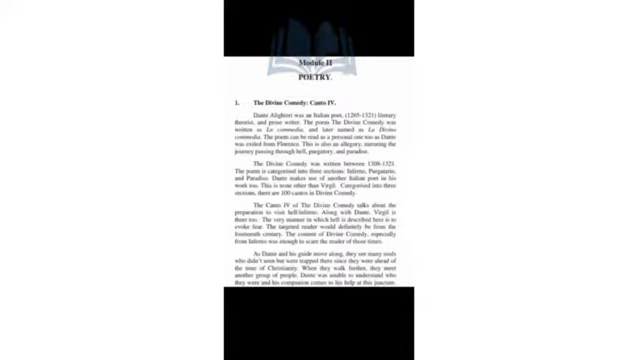 Module II
POETRY.
1. The Divine Comedy: Canto IV.
Dante Alighieri was an Italian poet, (1265-1321) literary
theorist, and prose writer. The poem The Divine Comedy was
written as La commedia, and later named as La Divina
commedia. The poem can be read as a personal one too as Dante
was exiled from Florence. This is also an allegory, narrating the
journey passing through hell, purgatory, and paradise.
The Divine Comedy was written between 1308-1321.
The poem is categorised into three sections: Inferno, Purgatario,
and Paradiso. Dante makes use of another Italian poet in his
work too. This is none other than Virgil. Categorised into three
sections, there are 100 cantos in Divine Comedy.
The Canto IV of The Divine Comedy talks about the
preparation to visit hell/inferno. Along with Dante, Virgil is
there too. The very manner in which hell is described here is to
evoke fear. The targeted reader would definitely be from the
fourteenth century. The content of Divine Comedy, especially
from Inferno was enough to scare the reader of those times.
As Dante and his guide move along, they see many souls
who didn't seen but were trapped there since they were ahead of
the time of Christianity. When they walk further, they meet
another group of people. Dante was unable to understand who
they were and his companion comes to his help at this juncture.